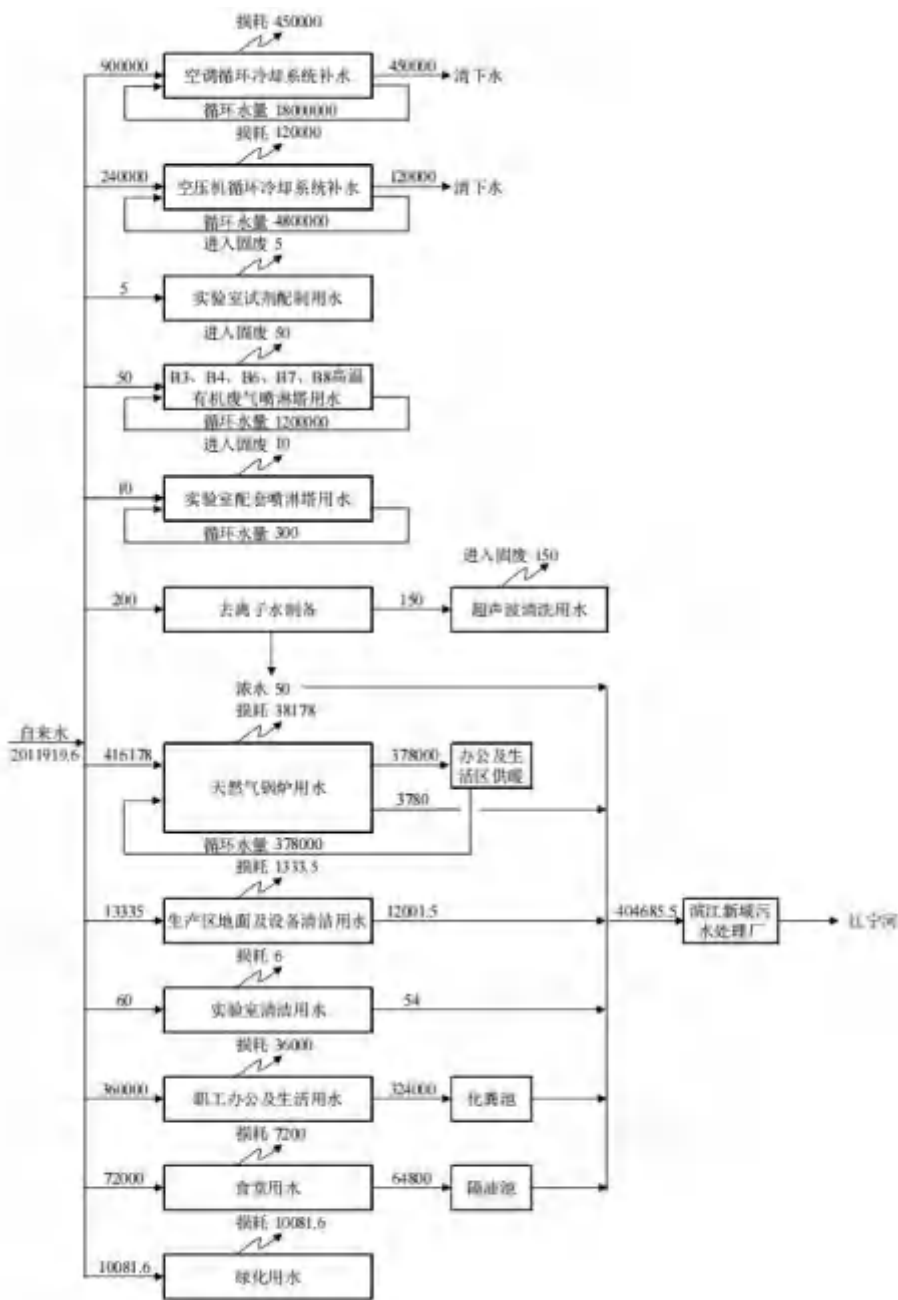 损耗 450000
900000
空调循环冷却系统补水
450000
清下水
循环水量 18000000
损耗 120000
240000
空压机循环冷却系统补水
120000
清下水
循环水量 4800000
进入固废 5
5
实验室试剂配制用水
进入固废 50
50
B3、B4、B6、B7、B8高温
有机废气喷淋塔用水
循环水量 1200000
进入固废 10
10
实验室配套喷淋塔用水
循环水量 300
进入固废 150
200
去离子水制备
150
超声波清洗用水
浓水 50
损耗 38178
自来水
2011919.6
416178
天然气锅炉用水
378000
办公及生
活区供暖
3780
循环水量 378000
损耗 1333.5
13335
生产区地面及设备清洁用水
12001.5
404685.5
滨江新城污
水处理厂
江宁河
损耗 6
60
实验室清洁用水
54
损耗 36000
360000
职工办公及生活用水
324000
化粪池
损耗 7200
72000
食堂用水
64800
隔油池
损耗 10081.6
10081.6
绿化用水